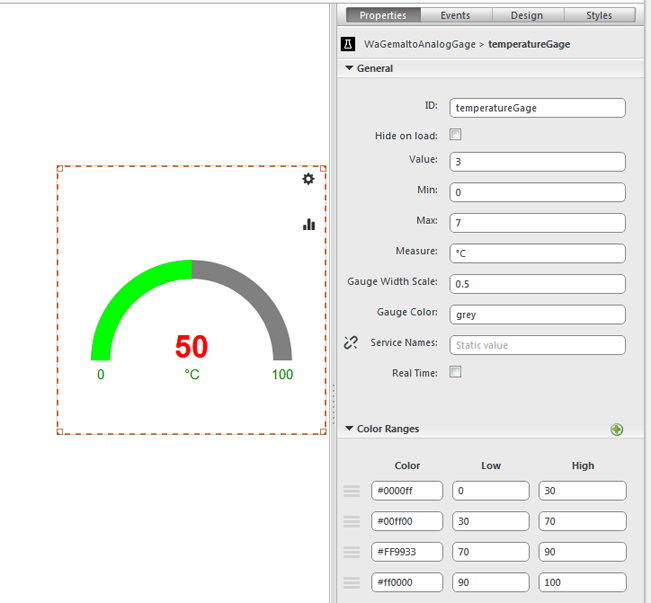 Properties Events Design Styles
WaGemaltoAnalogGage > temperatureGage
General
ID: temperatureGage
Hide on load:
Value: 3
Min: 0
Max: 7
Measure: °C
Gauge Width Scale: 0.5
Gauge Color: grey
Service Names: Static value
Real Time:
50
0 °C 100
Color Ranges
Color Low High
#0000ff 0 30
#00ff00 30 70
#FF9933 70 90
#ff0000 90 100